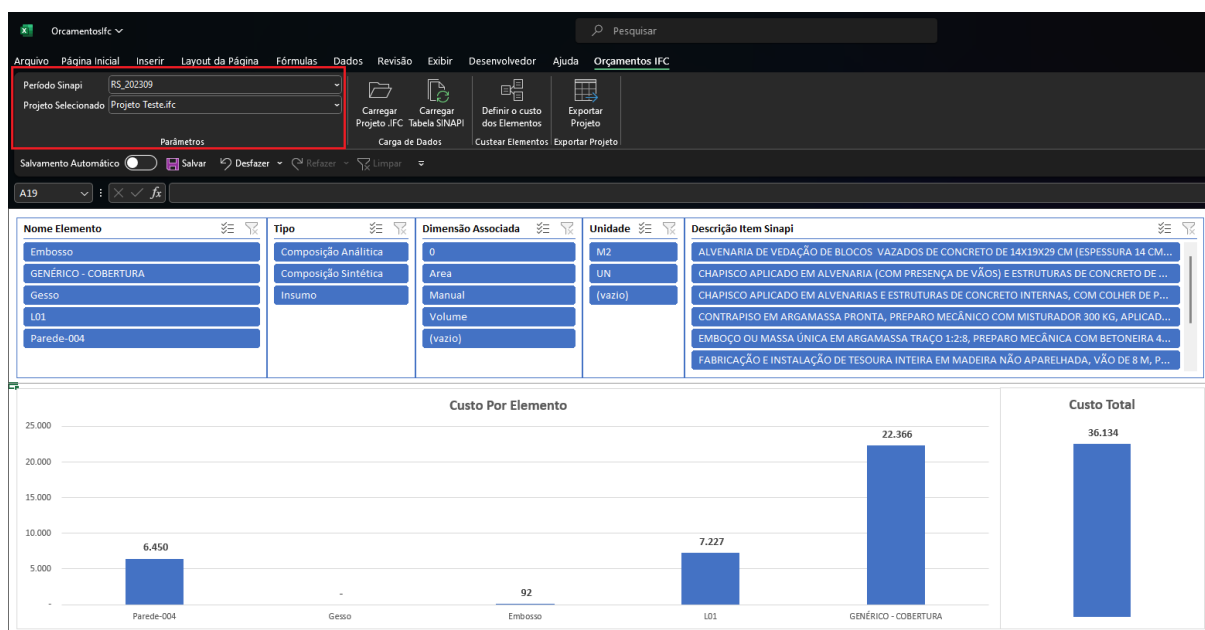 OrcamentosIfc
Pesquisar
Arquivo Página Inicial Inserir Layout da Página Fórmulas Dados Revisão Exibir Desenvolvedor Ajuda Orçamentos IFC
Período Sinapi RS_202309
Projeto Selecionado Projeto Teste.ifc
Parâmetros
Carregar Projeto .IFC
Carregar Tabela SINAPI
Carga de Dados
Definir o custo dos Elementos
Custear Elementos
Exportar Projeto
Exportar Projeto
Salvamento Automático Salvar Desfazer Refazer Limpar
A19 fx
Nome Elemento
Embosso
GENÉRICO - COBERTURA
Gesso
L01
Parede-004
Tipo
Composição Análitica
Composição Sintética
Insumo
Dimensão Associada
0
Area
Manual
Volume
(vazio)
Unidade
M2
UN
(vazio)
Descrição Item Sinapi
ALVENARIA DE VEDAÇÃO DE BLOCOS VAZADOS DE CONCRETO DE 14X19X29 CM (ESPESSURA 14 CM...
CHAPISCO APLICADO EM ALVENARIA (COM PRESENÇA DE VÃOS) E ESTRUTURAS DE CONCRETO DE ...
CHAPISCO APLICADO EM ALVENARIAS E ESTRUTURAS DE CONCRETO INTERNAS, COM COLHER DE P...
CONTRAPISO EM ARGAMASSA PRONTA, PREPARO MECÂNICO COM MISTURADOR 300 KG, APLICAD...
EMBOÇO OU MASSA ÚNICA EM ARGAMASSA TRAÇO 1:2:8, PREPARO MECÂNICA COM BETONEIRA 4...
FABRICAÇÃO E INSTALAÇÃO DE TESOURA INTEIRA EM MADEIRA NÃO APARELHADA, VÃO DE 8 M, P...
Custo Por Elemento
25.000
20.000
15.000
10.000
5.000
-
6.450
-
92
7.227
22.366
Parede-004 Gesso Embosso L01 GENÉRICO - COBERTURA
Custo Total
36.134